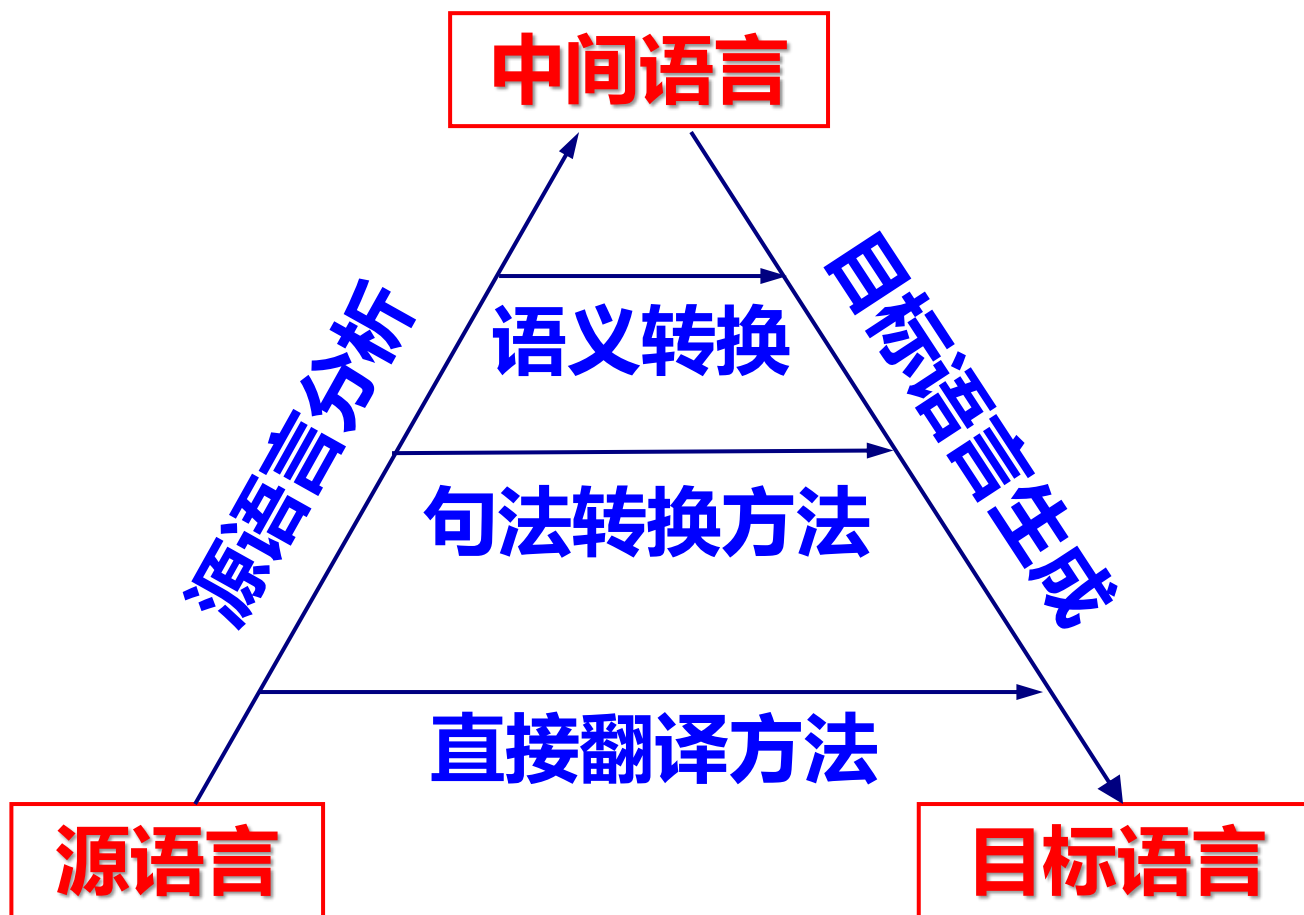 中间语言
源语言分析
目标语言生成
语义转换
句法转换方法
直接翻译方法
源语言
目标语言